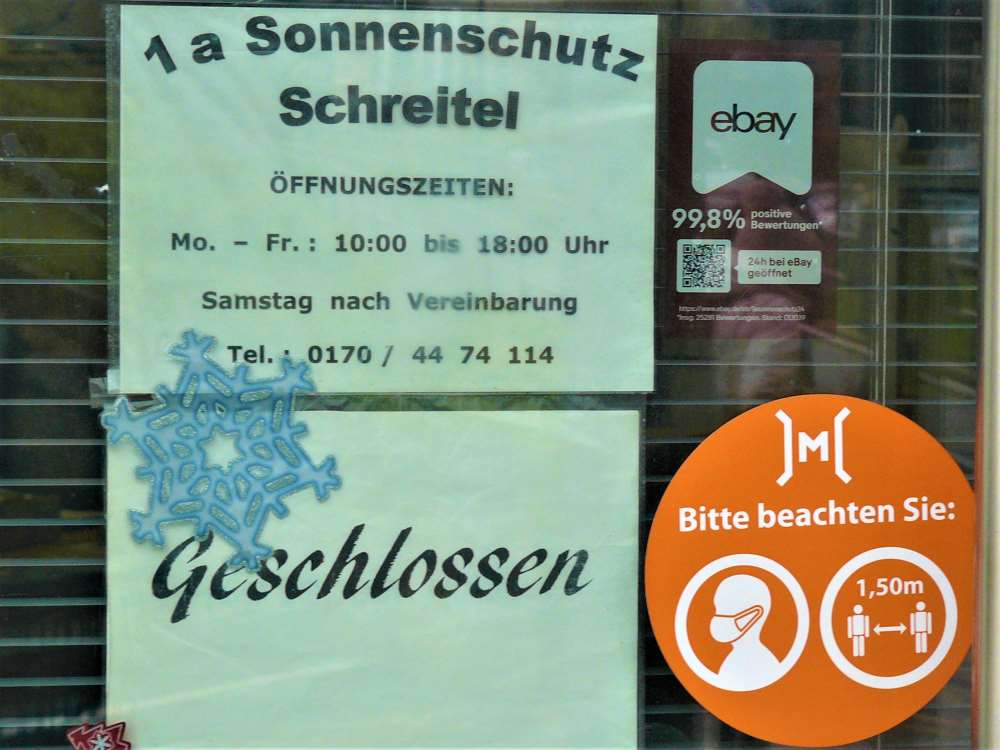 1 a Sonnenschutz
Schreitel
ÖFFNUNGSZEITEN:
Mo. – Fr. : 10:00 bis 18:00 Uhr
Samstag nach Vereinbarung
Tel. : 0170 / 44 74 114
Geschlossen
ebay
99,8% positive
Bewertungen*
24h bei eBay
geöffnet
M
Bitte beachten Sie:
1,50m